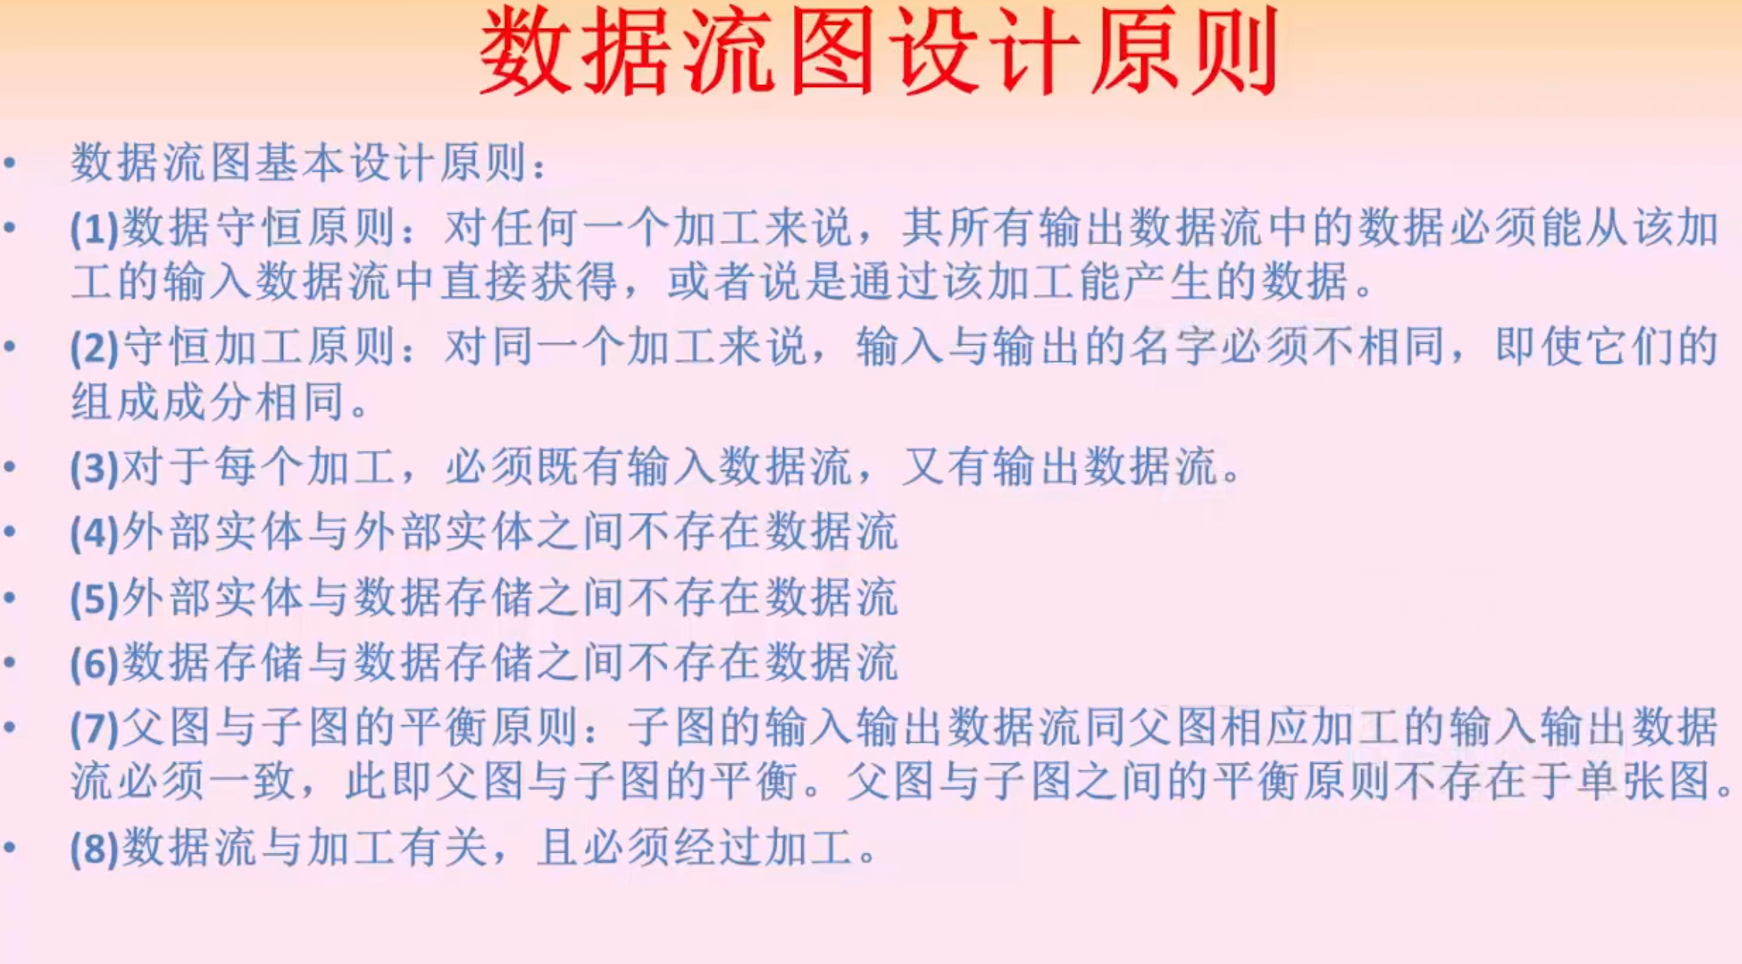 数据流图设计原则
• 数据流图基本设计原则：
• (1)数据守恒原则：对任何一个加工来说，其所有输出数据流中的数据必须能从该加
工的输入数据流中直接获得，或者说是通过该加工能产生的数据。
• (2)守恒加工原则：对同一个加工来说，输入与输出的名字必须不相同，即使它们的
组成成分相同。
• (3)对于每个加工，必须既有输入数据流，又有输出数据流。
• (4)外部实体与外部实体之间不存在数据流
• (5)外部实体与数据存储之间不存在数据流
• (6)数据存储与数据存储之间不存在数据流
• (7)父图与子图的平衡原则：子图的输入输出数据流同父图相应加工的输入输出数据
流必须一致，此即父图与子图的平衡。父图与子图之间的平衡原则不存在于单张图。
• (8)数据流与加工有关，且必须经过加工。